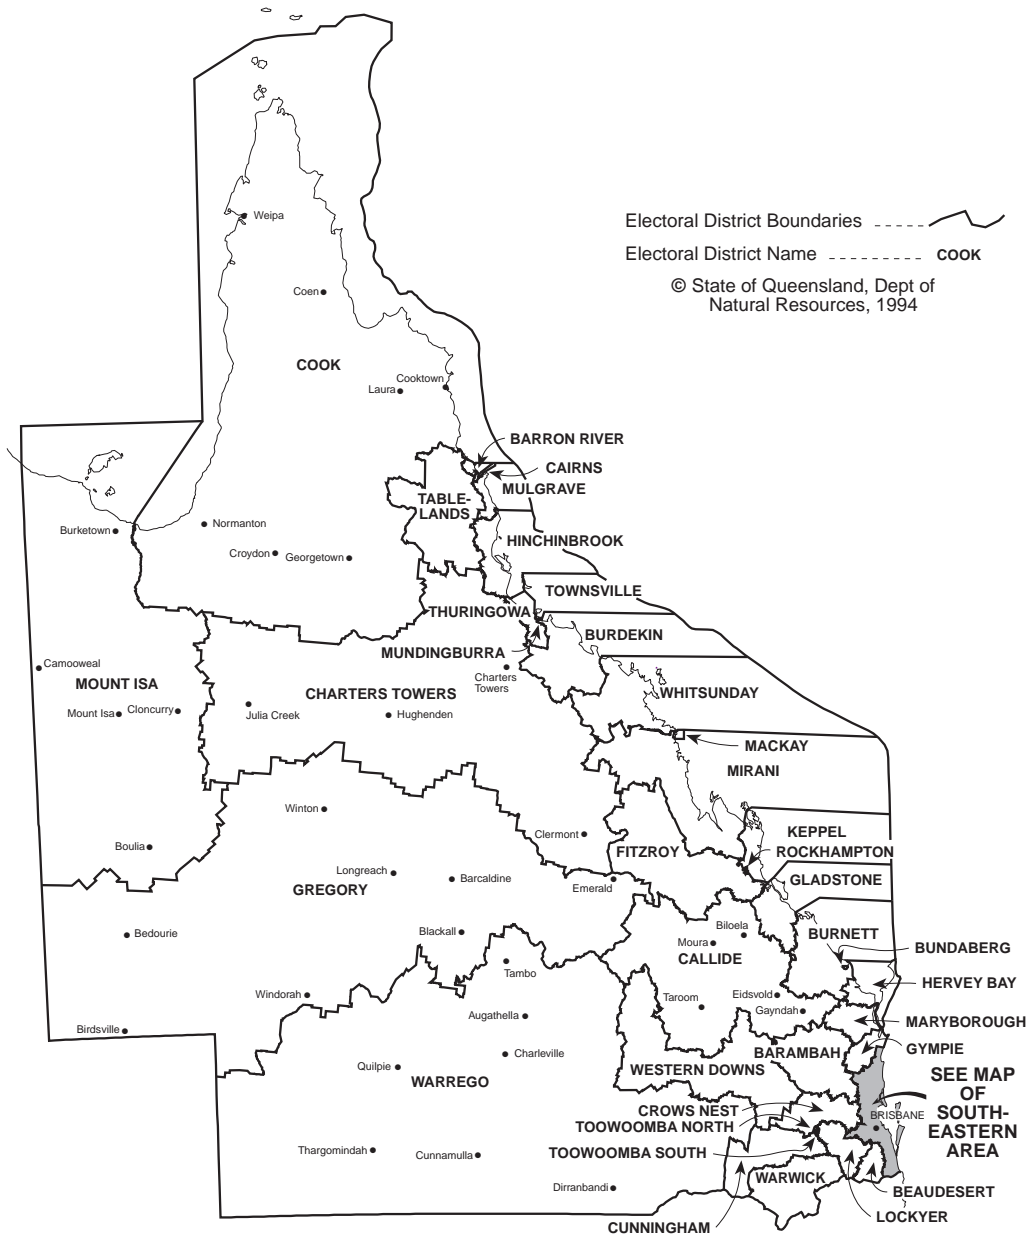 Weipa
Electoral District Boundaries
Electoral District Name COOK
© State of Queensland, Dept of
Natural Resources, 1994
Coen
COOK
Cooktown
Laura
BARRON RIVER
CAIRNS
MULGRAVE
TABLE-
LANDS
Burketown
Normanton
Croydon
Georgetown
HINCHINBROOK
TOWNSVILLE
THURINGOWA
BURDEKIN
MUNDINGBURRA
Camooweal
MOUNT ISA
Mount Isa
Cloncurry
CHARTERS TOWERS
Charters
Towers
Julia Creek
Hughenden
WHITSUNDAY
MACKAY
MIRANI
Winton
Clermont
Boulia
FITZROY
KEPPEL
ROCKHAMPTON
Longreach
GREGORY
Barcaldine
Emerald
GLADSTONE
Bedourie
Blackall
Biloela
Moura
CALLIDE
BURNETT
BUNDABERG
Tambo
HERVEY BAY
Windorah
Taroom
Eidsvold
Gayndah
Augathella
Birdsville
MARYBOROUGH
GYMPIE
BARAMBAH
Charleville
Quilpie
WARREGO
WESTERN DOWNS
SEE MAP
OF
SOUTH-
EASTERN
AREA
CROWS NEST
TOOWOOMBA NORTH
BRISBANE
TOOWOOMBA SOUTH
Thargomindah
Cunnamulla
WARWICK
Dirranbandi
BEAUDESERT
LOCKYER
CUNNINGHAM